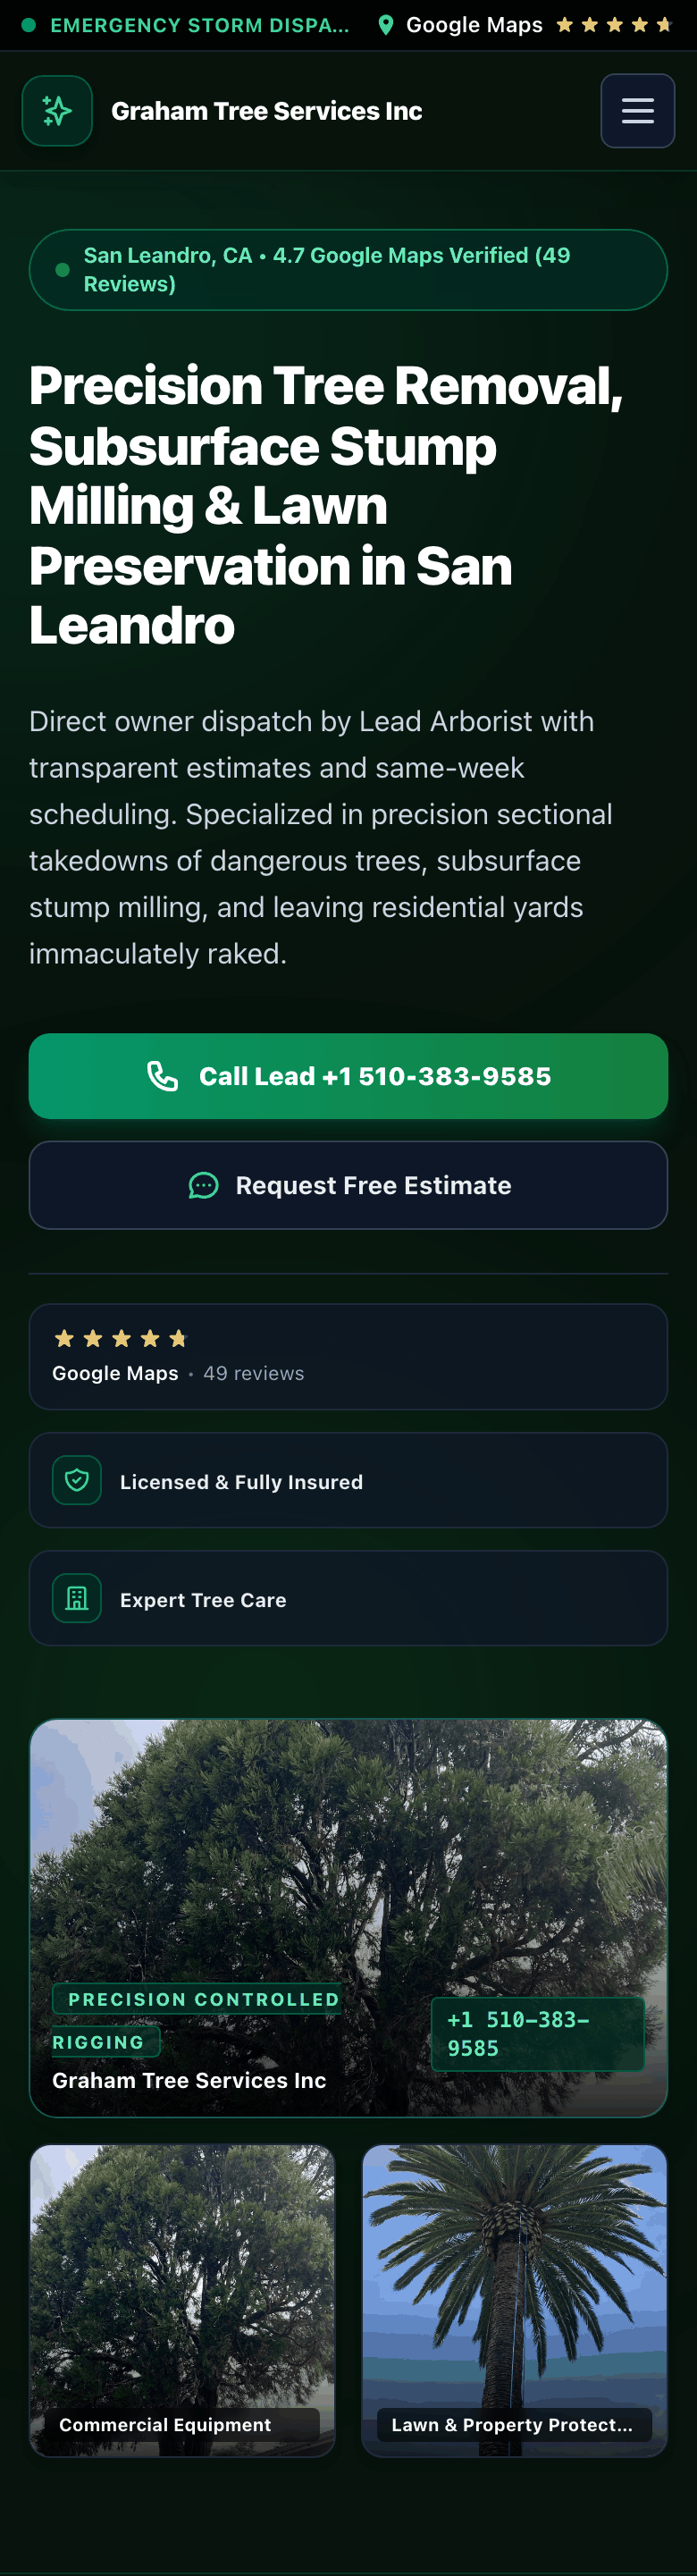 EMERGENCY STORM DISPA...
Google Maps
Graham Tree Services Inc
San Leandro, CA • 4.7 Google Maps Verified (49
Reviews)
Precision Tree Removal,
Subsurface Stump
Milling & Lawn
Preservation in San
Leandro
Direct owner dispatch by Lead Arborist with
transparent estimates and same-week
scheduling. Specialized in precision sectional
takedowns of dangerous trees, subsurface
stump milling, and leaving residential yards
immaculately raked.
Call Lead +1 510-383-9585
Request Free Estimate
Google Maps • 49 reviews
Licensed & Fully Insured
Expert Tree Care
PRECISION CONTROLLED
RIGGING
Graham Tree Services Inc
+1 510-383-
9585
Commercial Equipment
Lawn & Property Protect...